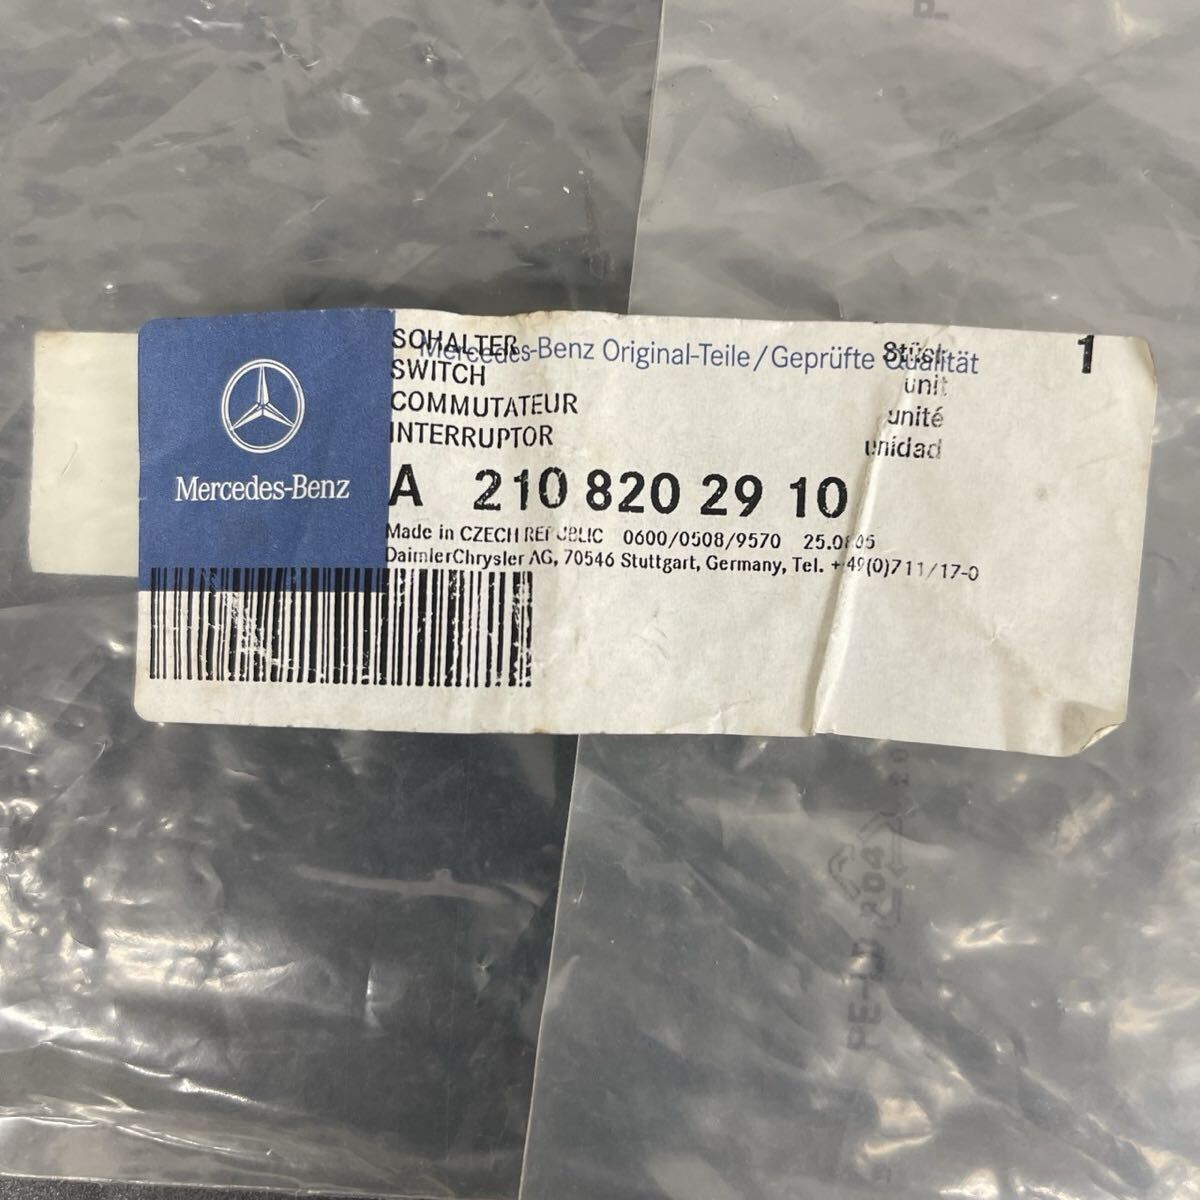 Mercedes-Benz
SCHALTER
Mercedes-Benz Original-Teile/Geprüfte Qualität
Stück
1
SWITCH
unit
COMMUTATEUR
unité
INTERRUPTOR
unidad
A 210 820 29 10
Made in CZECH REPUBLIC 0600/0508/9570
DaimlerChrysler AG, 70546 Stuttgart, Germany, Tel. +49(0)711/17-0
PE-LD